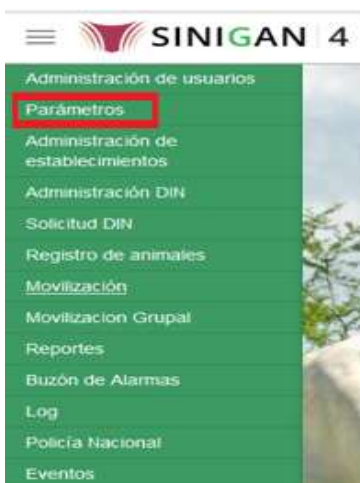 SINIGAN 4
Administración de usuarios
Parámetros
Administración de
establecimientos
Administración DIN
Solicitud DIN
Registro de animales
Movilización
Movilizacion Grupal
Reportes
Buzón de Alarmas
Log
Policía Nacional
Eventos